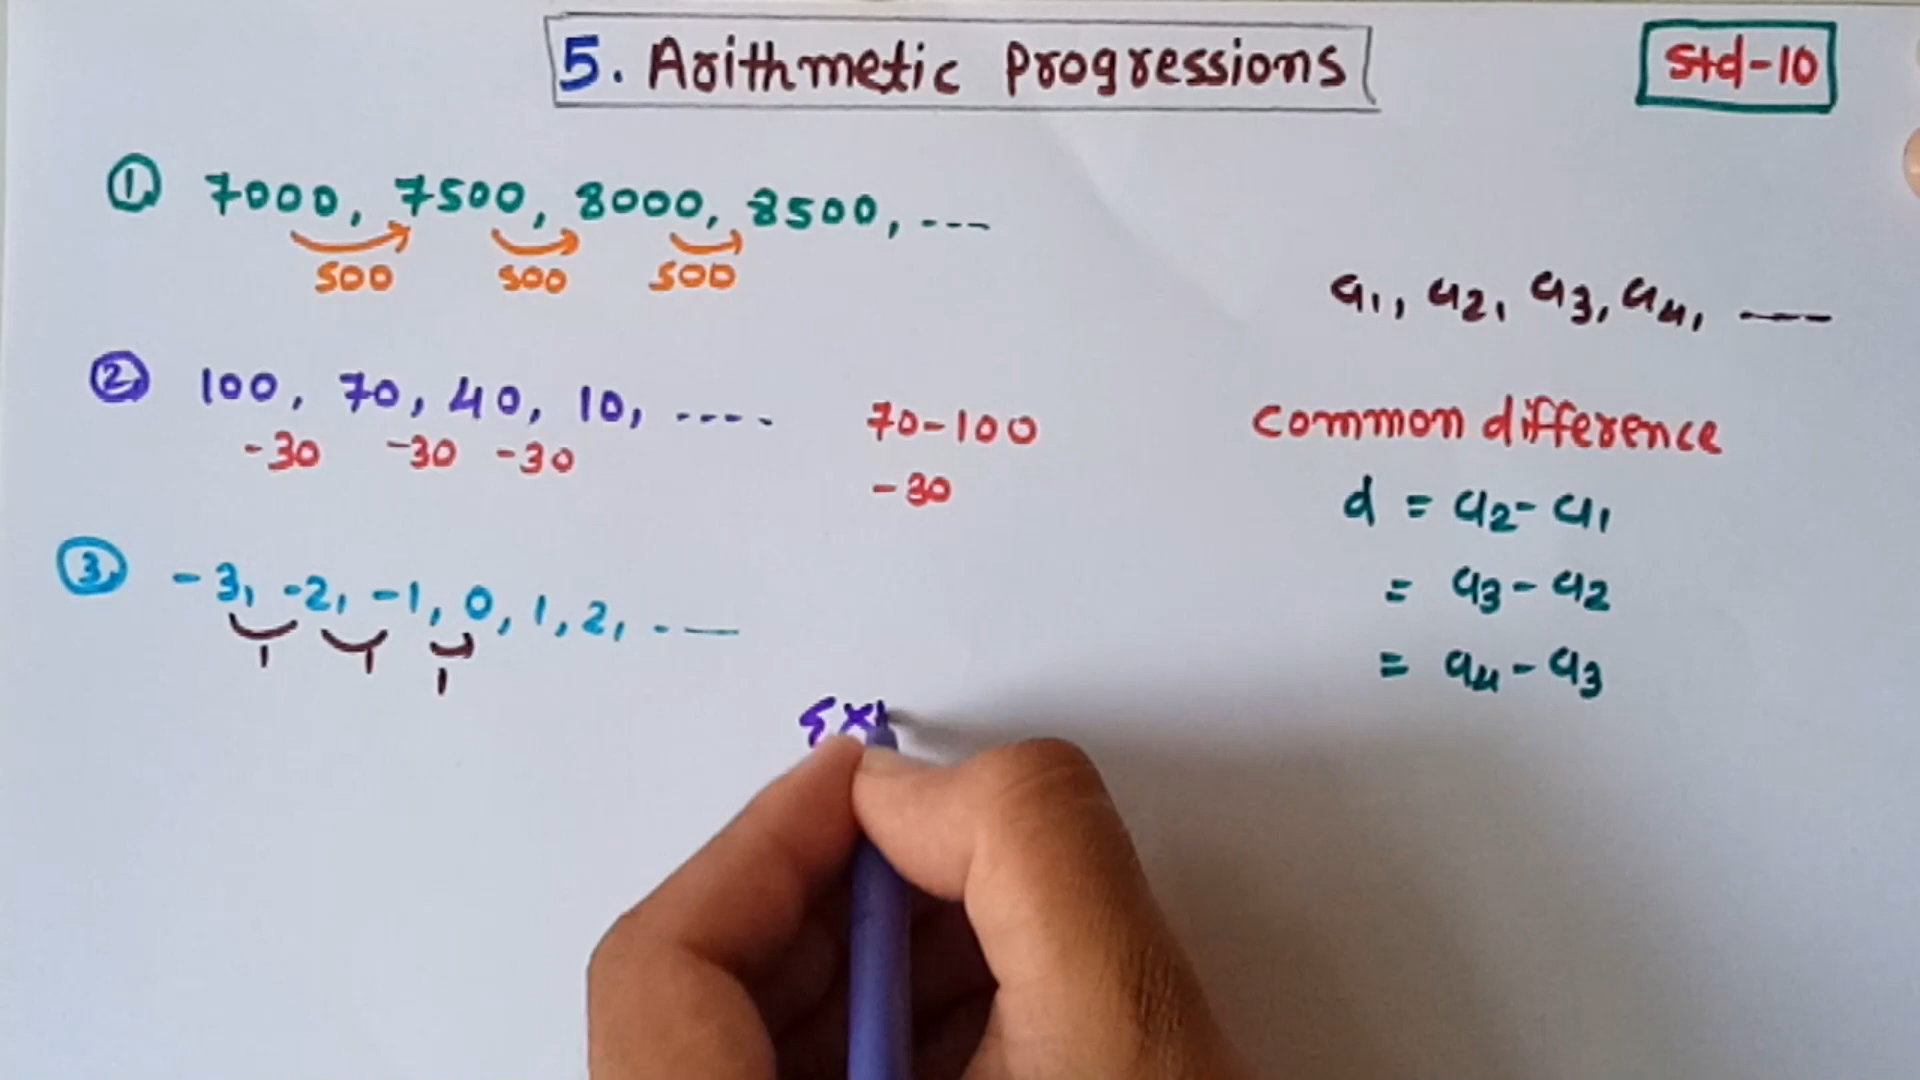 5. Arithmetic Progressions
Std-10
① 7000, 7500, 8000, 8500, ---
500 500 500
a1, a2, a3, a4, ----
② 100, 70, 40, 10, ----
-30 -30 -30
70-100
-30
common difference
d = a2 - a1
= a3 - a2
= a4 - a3
③ -3, -2, -1, 0, 1, 2, ----
1 1 1